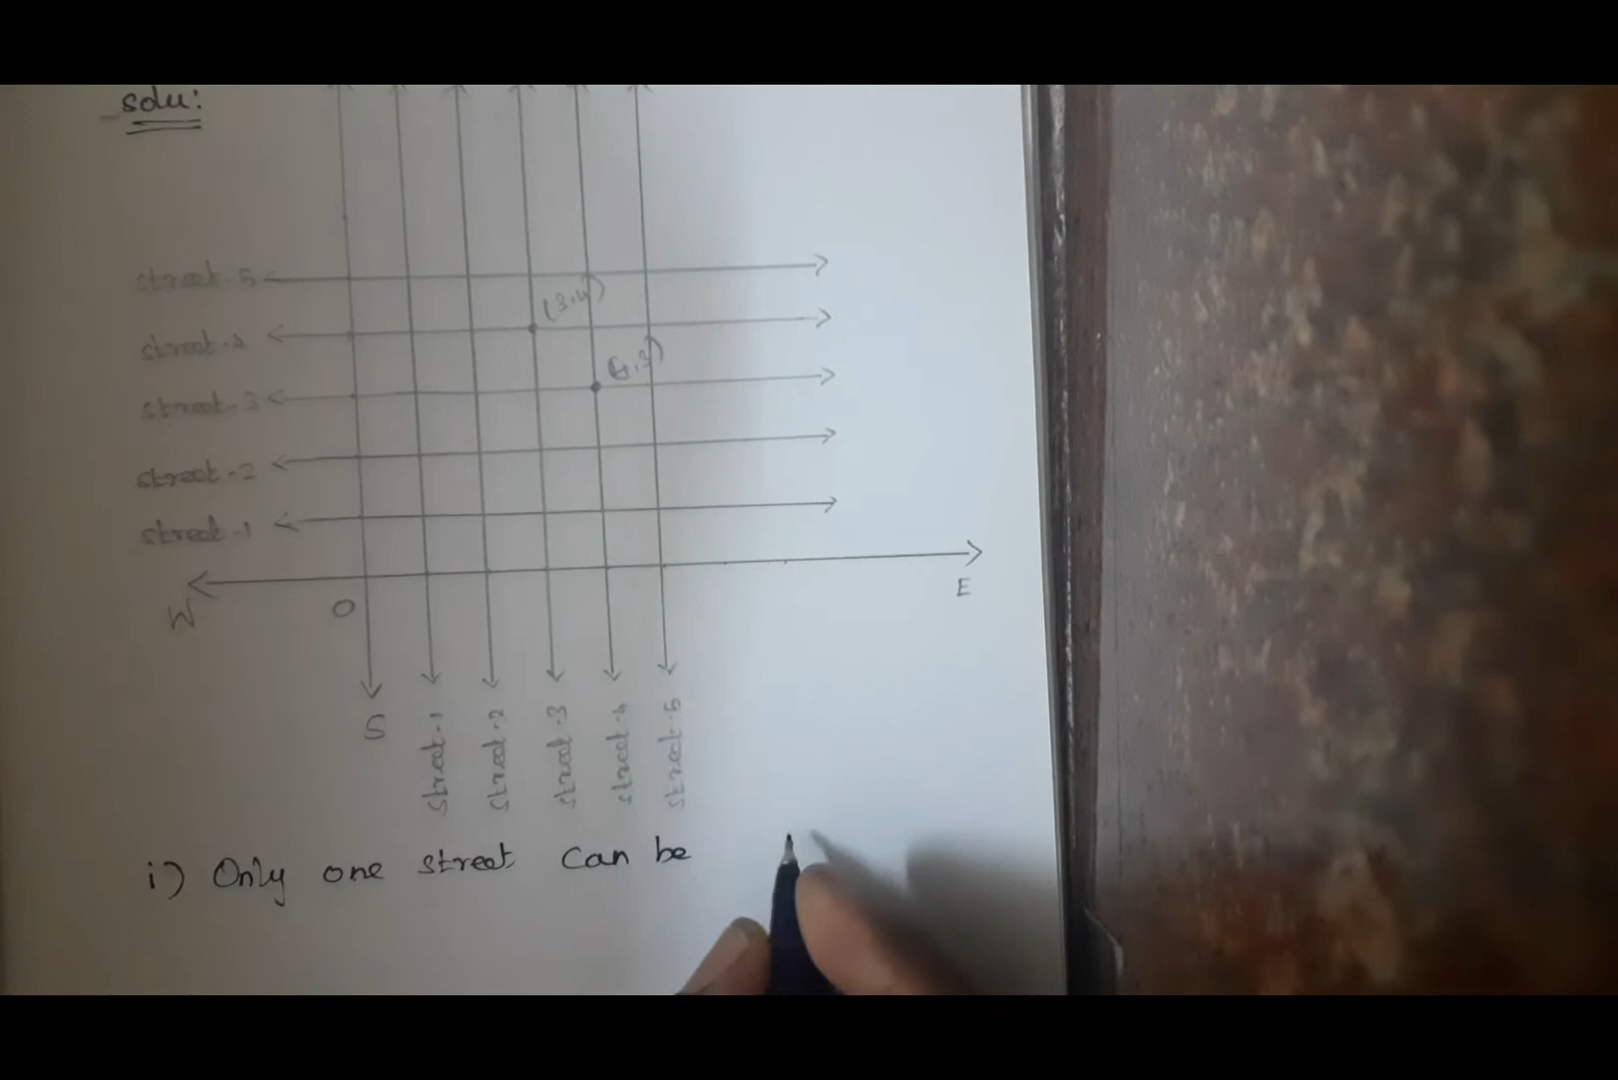 solu:
street-5
(3,4)
street-4
(4,3)
street-3
street-2
street-1
E
W
O
S
street-1
street-2
street-3
street-4
street-5
i) Only one street can be